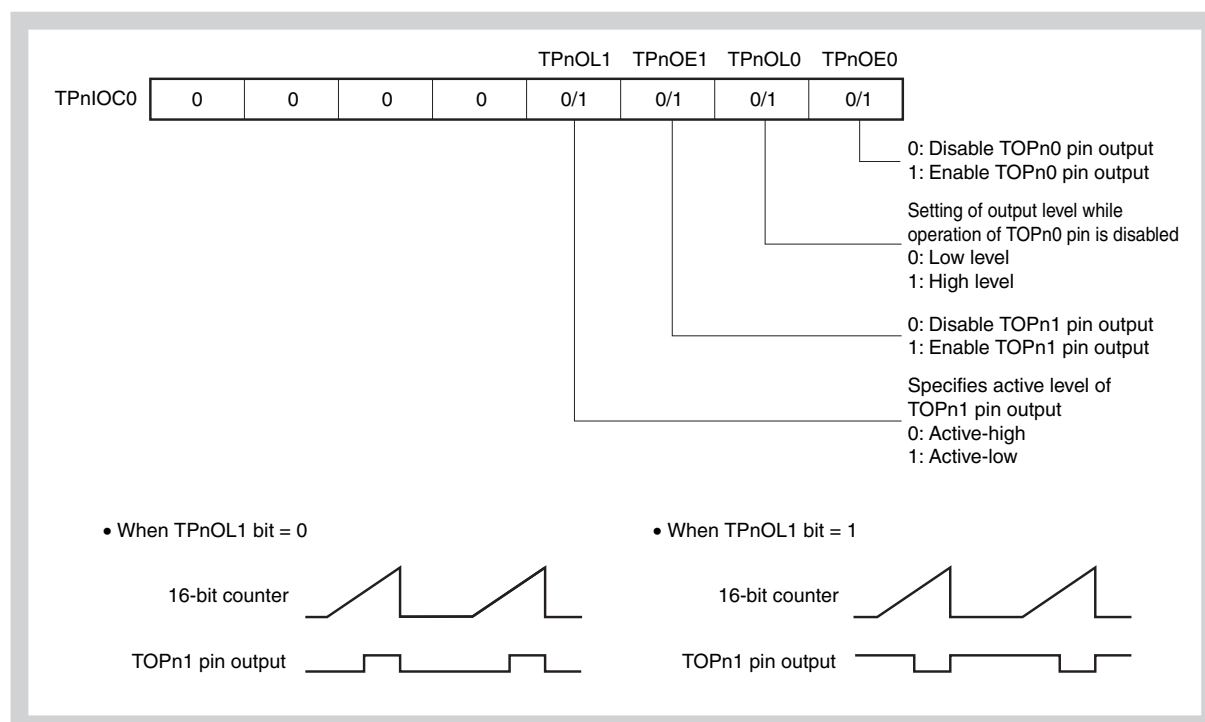 TPnOL1 TPnOE1 TPnOL0 TPnOE0
TPnIOC0 0 0 0 0 0/1 0/1 0/1 0/1
0: Disable TOPn0 pin output
1: Enable TOPn0 pin output
Setting of output level while
operation of TOPn0 pin is disabled
0: Low level
1: High level
0: Disable TOPn1 pin output
1: Enable TOPn1 pin output
Specifies active level of
TOPn1 pin output
0: Active-high
1: Active-low
• When TPnOL1 bit = 0
16-bit counter
TOPn1 pin output
• When TPnOL1 bit = 1
16-bit counter
TOPn1 pin output